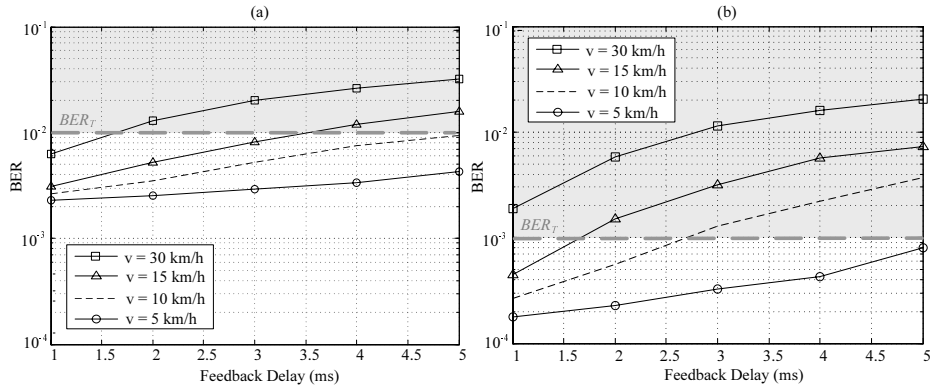 (a)
10^-1
10^-2
10^-3
10^-4
BER
BER_T
v = 30 km/h
v = 15 km/h
v = 10 km/h
v = 5 km/h
1 1.5 2 2.5 3 3.5 4 4.5 5
Feedback Delay (ms)
(b)
10^-1
10^-2
10^-3
10^-4
BER
v = 30 km/h
v = 15 km/h
v = 10 km/h
v = 5 km/h
BER_T
1 1.5 2 2.5 3 3.5 4 4.5 5
Feedback Delay (ms)